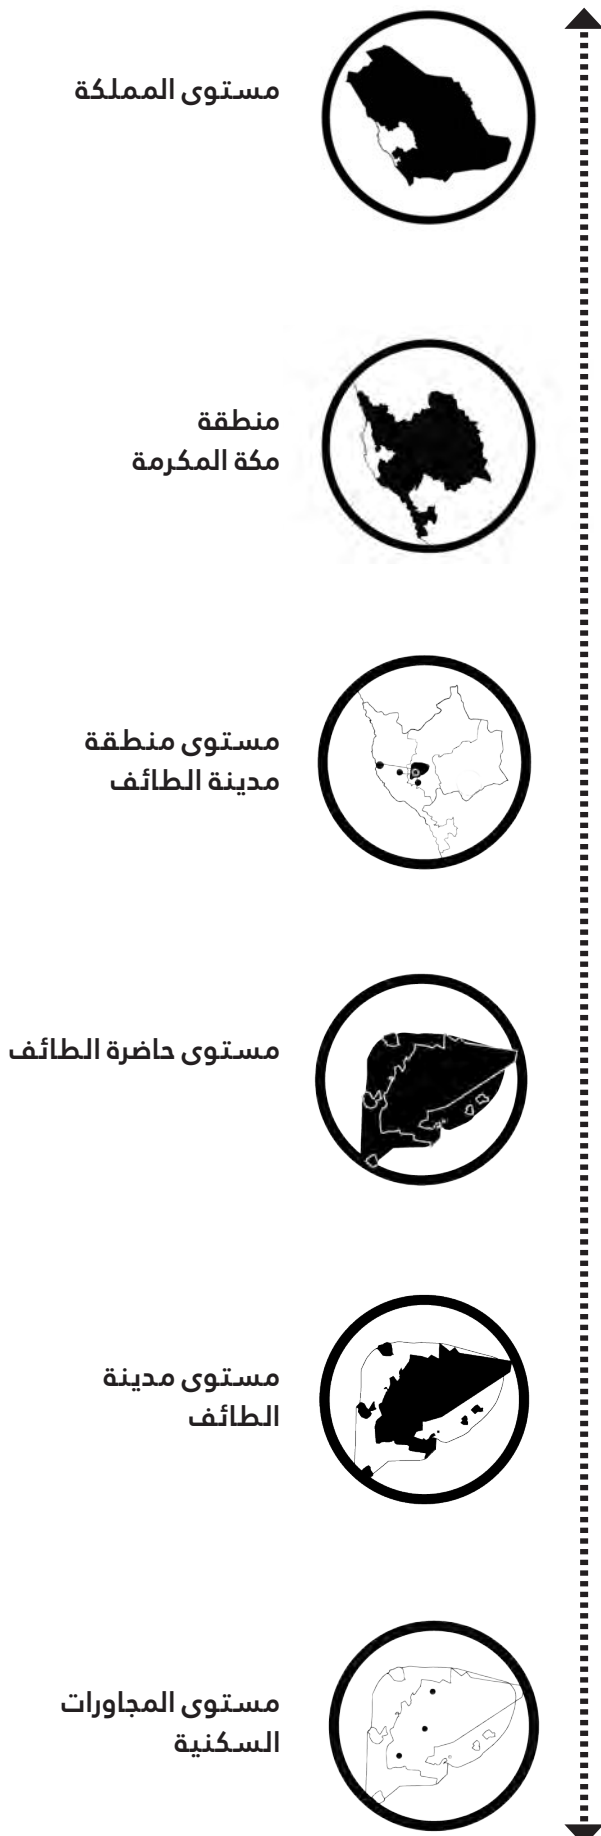 مستوى المملكة
منطقة
مكة المكرمة
مستوى منطقة
مدينة الطائف
مستوى حاضرة الطائف
مستوى مدينة
الطائف
مستوى المجاورات
السكنية